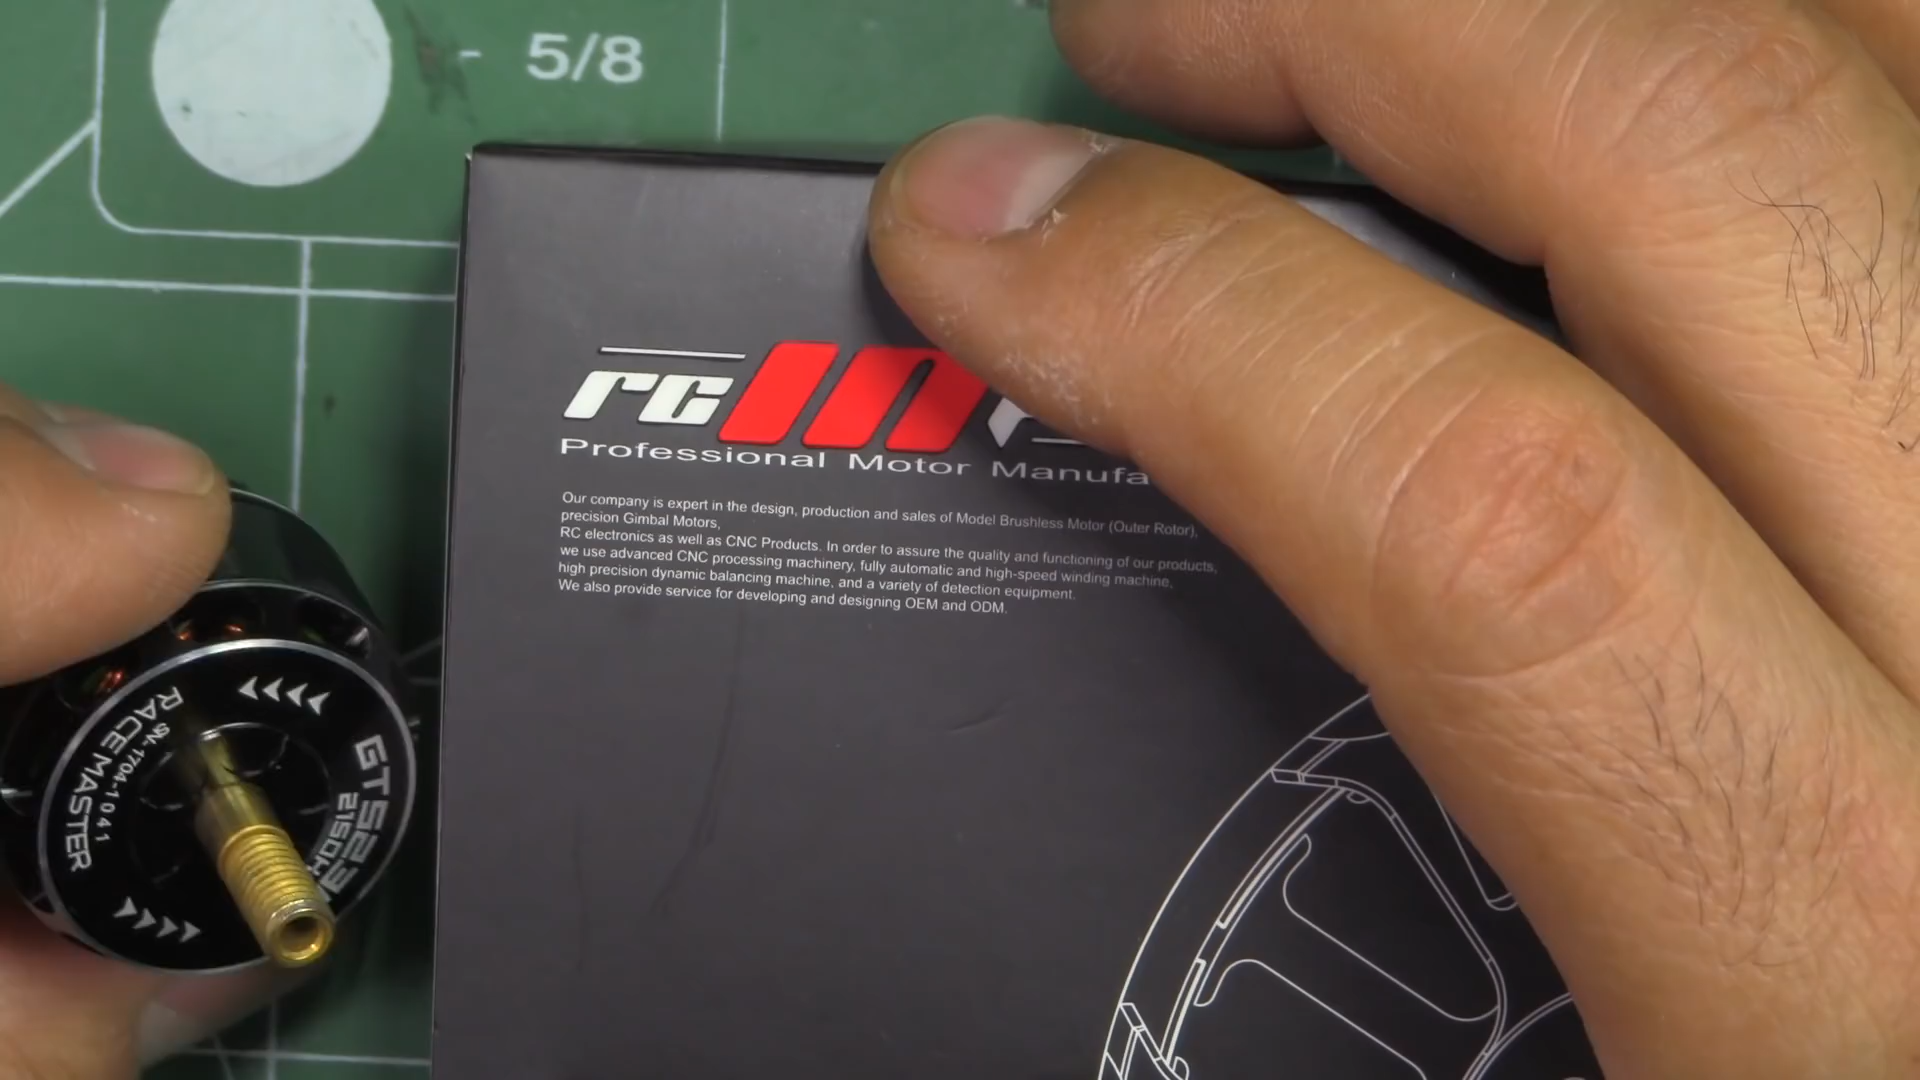 5/8
rcIn
Professional Motor Manufa
Our company is expert in the design, production and sales of Model Brushless Motor (Outer Rotor),
precision Gimbal Motors,
RC electronics as well as CNC Products. In order to assure the quality and functioning of our products,
we use advanced CNC processing machinery, fully automatic and high-speed winding machine,
high precision dynamic balancing machine, and a variety of detection equipment.
We also provide service for developing and designing OEM and ODM.
RACE MASTER
SN-1704-1041